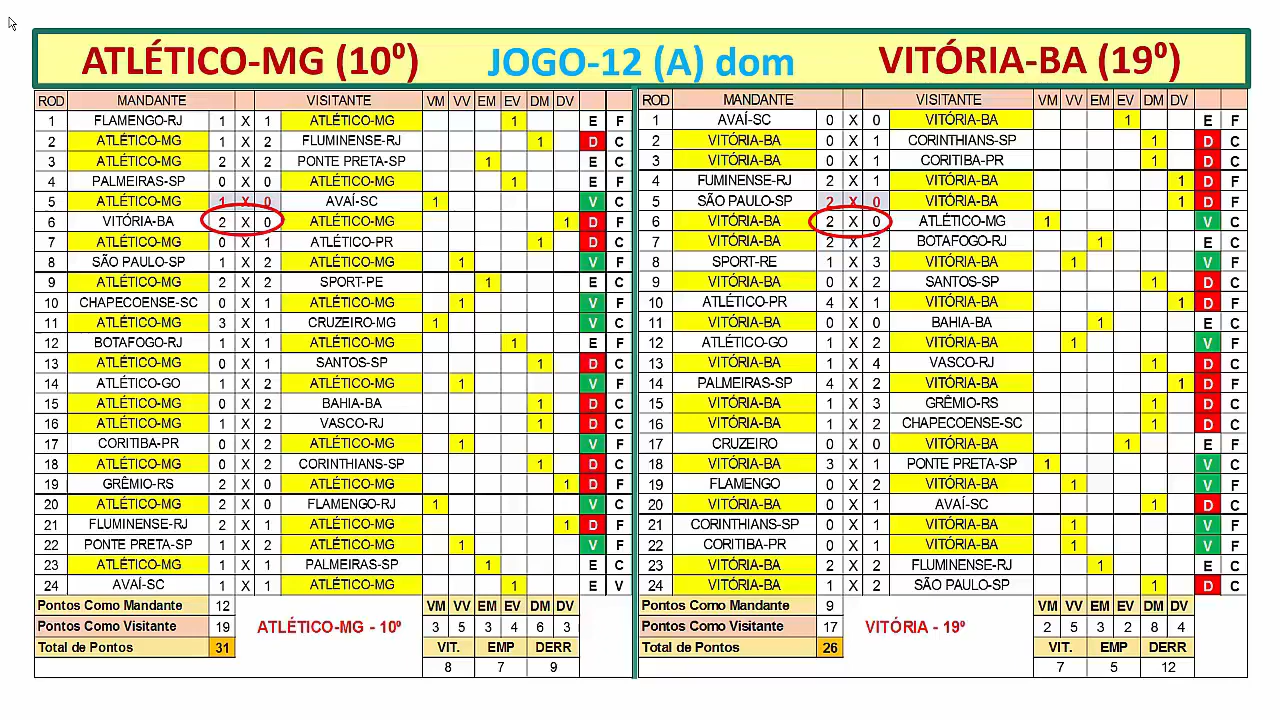 ATLÉTICO-MG (10⁰) JOGO-12 (A) dom VITÓRIA-BA (19⁰)
ROD MANDANTE VISITANTE VM VV EM EV DM DV
1 FLAMENGO-RJ 1 X 1 ATLÉTICO-MG 1 E F
2 ATLÉTICO-MG 1 X 2 FLUMINENSE-RJ 1 D C
3 ATLÉTICO-MG 2 X 2 PONTE PRETA-SP 1 E C
4 PALMEIRAS-SP 0 X 0 ATLÉTICO-MG 1 E F
5 ATLÉTICO-MG 1 X 0 AVAÍ-SC 1 V C
6 VITÓRIA-BA 2 X 0 ATLÉTICO-MG 1 D F
7 ATLÉTICO-MG 0 X 1 ATLÉTICO-PR 1 D C
8 SÃO PAULO-SP 1 X 2 ATLÉTICO-MG 1 V F
9 ATLÉTICO-MG 2 X 2 SPORT-PE 1 E C
10 CHAPECOENSE-SC 0 X 1 ATLÉTICO-MG 1 V F
11 ATLÉTICO-MG 3 X 1 CRUZEIRO-MG 1 V C
12 BOTAFOGO-RJ 1 X 1 ATLÉTICO-MG 1 E F
13 ATLÉTICO-MG 0 X 1 SANTOS-SP 1 D C
14 ATLÉTICO-GO 1 X 2 ATLÉTICO-MG 1 V F
15 ATLÉTICO-MG 0 X 2 BAHIA-BA 1 D C
16 ATLÉTICO-MG 1 X 2 VASCO-RJ 1 D C
17 CORITIBA-PR 0 X 2 ATLÉTICO-MG 1 V F
18 ATLÉTICO-MG 0 X 2 CORINTHIANS-SP 1 D C
19 GRÊMIO-RS 2 X 0 ATLÉTICO-MG 1 D F
20 ATLÉTICO-MG 2 X 0 FLAMENGO-RJ 1 V C
21 FLUMINENSE-RJ 2 X 1 ATLÉTICO-MG 1 D F
22 PONTE PRETA-SP 1 X 2 ATLÉTICO-MG 1 V F
23 ATLÉTICO-MG 1 X 1 PALMEIRAS-SP 1 E C
24 AVAÍ-SC 1 X 1 ATLÉTICO-MG 1 E V
Pontos Como Mandante 12 VM VV EM EV DM DV
Pontos Como Visitante 19 ATLÉTICO-MG - 10º 3 5 3 4 6 3
Total de Pontos 31 VIT. EMP DERR
8 7 9
ROD MANDANTE VISITANTE VM VV EM EV DM DV
1 AVAÍ-SC 0 X 0 VITÓRIA-BA 1 E F
2 VITÓRIA-BA 0 X 1 CORINTHIANS-SP 1 D C
3 VITÓRIA-BA 0 X 1 CORITIBA-PR 1 D C
4 FUMINENSE-RJ 2 X 1 VITÓRIA-BA 1 D F
5 SÃO PAULO-SP 2 X 0 VITÓRIA-BA 1 D F
6 VITÓRIA-BA 2 X 0 ATLÉTICO-MG 1 V C
7 VITÓRIA-BA 2 X 2 BOTAFOGO-RJ 1 E C
8 SPORT-RE 1 X 3 VITÓRIA-BA 1 V F
9 VITÓRIA-BA 0 X 2 SANTOS-SP 1 D C
10 ATLÉTICO-PR 4 X 1 VITÓRIA-BA 1 D F
11 VITÓRIA-BA 0 X 0 BAHIA-BA 1 E C
12 ATLÉTICO-GO 1 X 2 VITÓRIA-BA 1 V F
13 VITÓRIA-BA 1 X 4 VASCO-RJ 1 D C
14 PALMEIRAS-SP 4 X 2 VITÓRIA-BA 1 D F
15 VITÓRIA-BA 1 X 3 GRÊMIO-RS 1 D C
16 VITÓRIA-BA 1 X 2 CHAPECOENSE-SC 1 D C
17 CRUZEIRO 0 X 0 VITÓRIA-BA 1 E F
18 VITÓRIA-BA 3 X 1 PONTE PRETA-SP 1 V C
19 FLAMENGO 0 X 2 VITÓRIA-BA 1 V F
20 VITÓRIA-BA 0 X 1 AVAÍ-SC 1 D C
21 CORINTHIANS-SP 0 X 1 VITÓRIA-BA 1 V F
22 CORITIBA-PR 0 X 1 VITÓRIA-BA 1 V F
23 VITÓRIA-BA 2 X 2 FLUMINENSE-RJ 1 E C
24 VITÓRIA-BA 1 X 2 SÃO PAULO-SP 1 D C
Pontos Como Mandante 9 VM VV EM EV DM DV
Pontos Como Visitante 17 VITÓRIA - 19º 2 5 3 2 8 4
Total de Pontos 26 VIT. EMP DERR
7 5 12